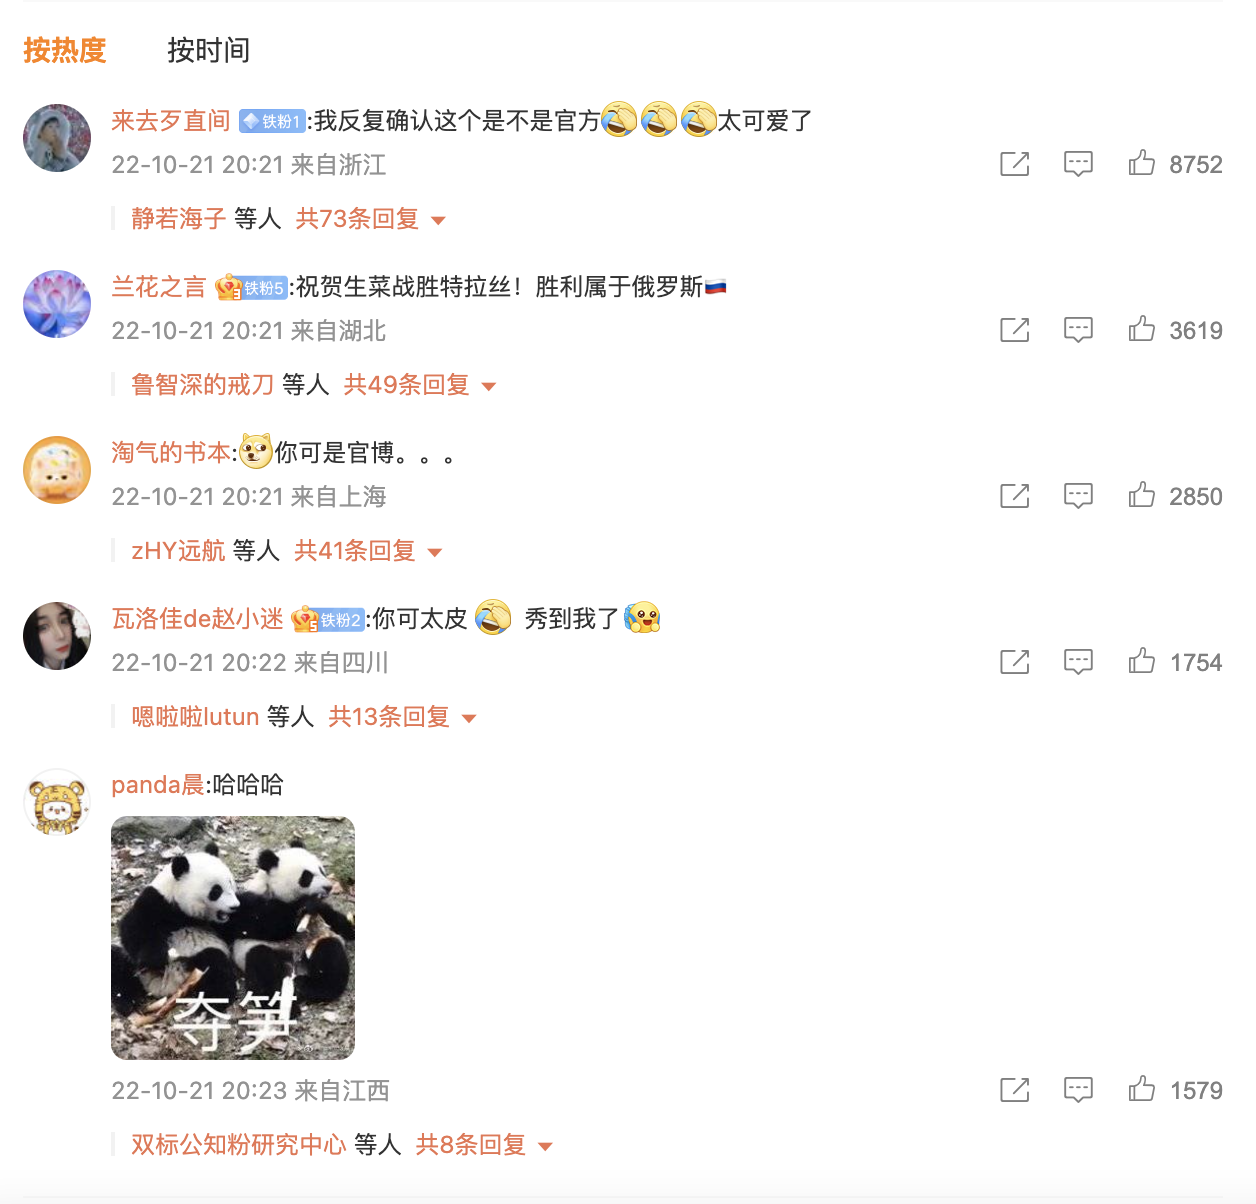 按热度 按时间
来去歹直间 铁粉1:我反复确认这个是不是官方🤣🤣🤣太可爱了
22-10-21 20:21 来自浙江
8752
静若海子 等人 共73条回复
兰花之言 铁粉5:祝贺生菜战胜特拉丝！胜利属于俄罗斯🇷🇺
22-10-21 20:21 来自湖北
3619
鲁智深的戒刀 等人 共49条回复
淘气的书本:你可是官博。。。
22-10-21 20:21 来自上海
2850
zHY远航 等人 共41条回复
瓦洛佳de赵小迷 铁粉2:你可太皮 秀到我了
22-10-21 20:22 来自四川
1754
嗯啦啦lutun 等人 共13条回复
panda晨:哈哈哈
夺笋
22-10-21 20:23 来自江西
1579
双标公知粉研究中心 等人 共8条回复